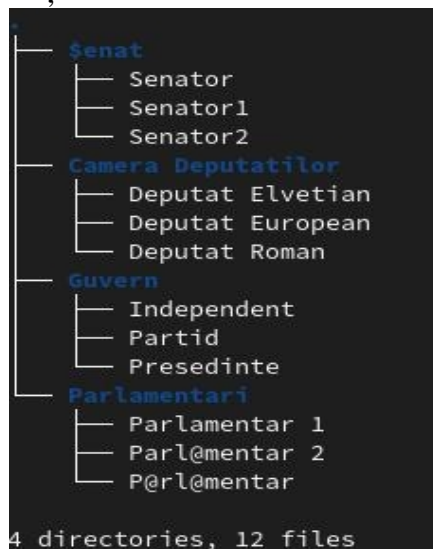 .
$enat
Senator
Senator1
Senator2
Camera Deputatilor
Deputat Elvetian
Deputat European
Deputat Roman
Guvern
Independent
Partid
Presedinte
Parlamentari
Parlamentar 1
Parl@mentar 2
P@rl@mentar
4 directories, 12 files